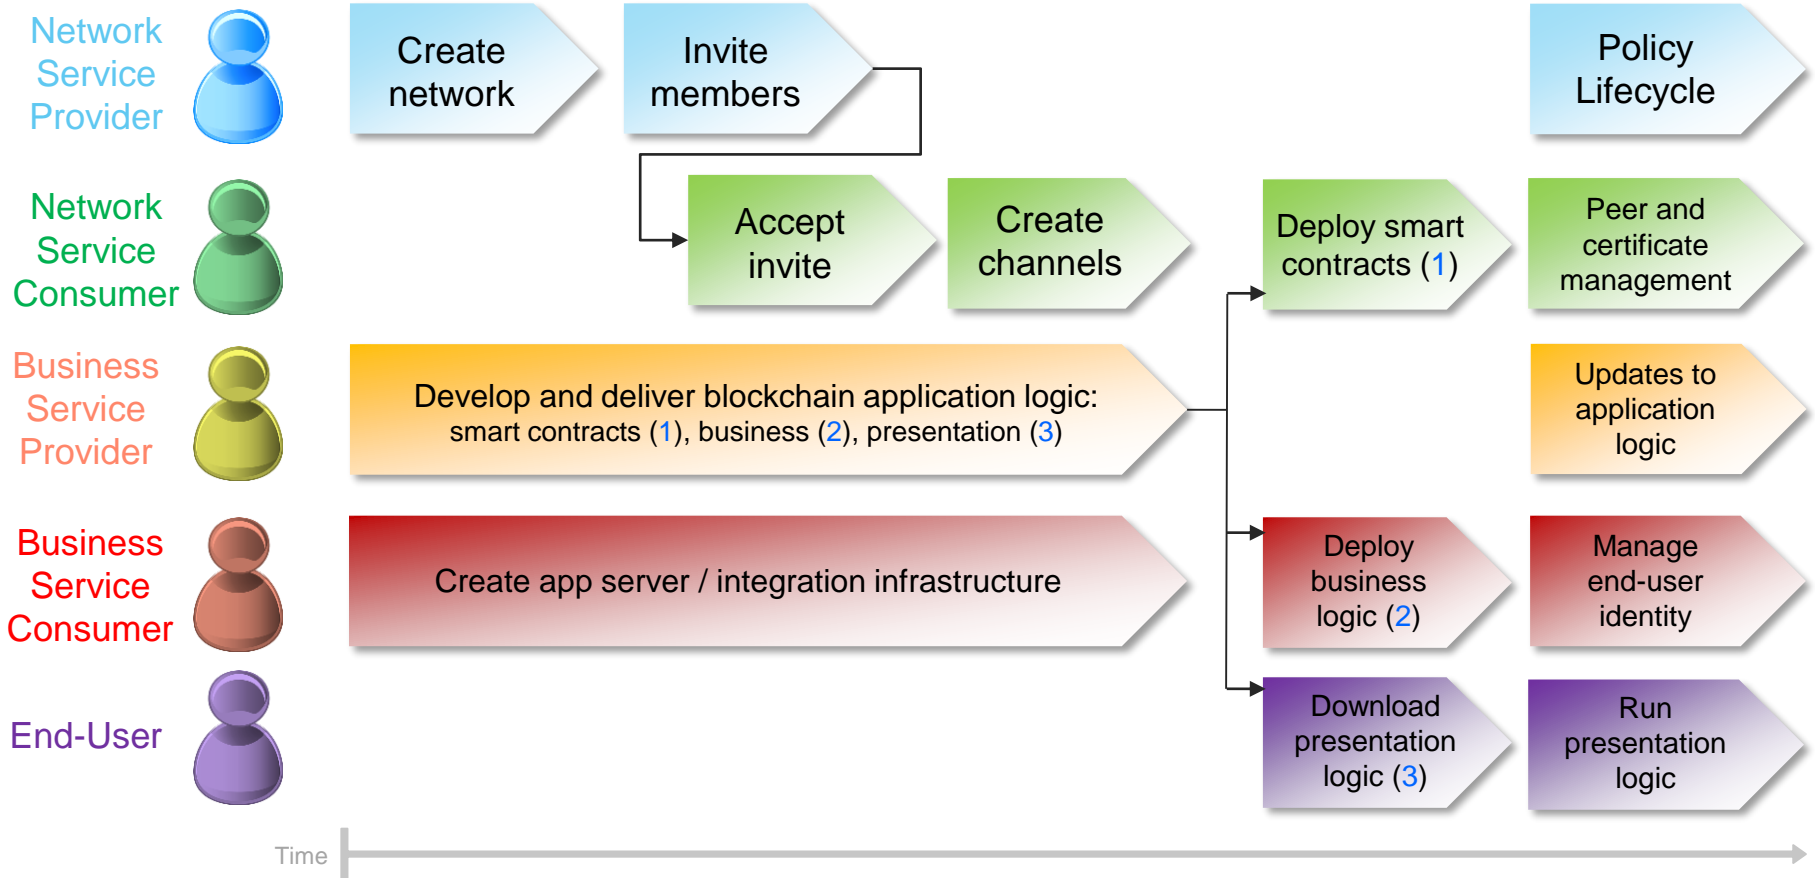 Network
Service
Provider
Create
network
Invite
members
Policy
Lifecycle
Network
Service
Consumer
Accept
invite
Create
channels
Deploy smart
contracts (1)
Peer and
certificate
management
Business
Service
Provider
Develop and deliver blockchain application logic:
smart contracts (1), business (2), presentation (3)
Updates to
application
logic
Business
Service
Consumer
Create app server / integration infrastructure
Deploy
business
logic (2)
Manage
end-user
identity
End-User
Download
presentation
logic (3)
Run
presentation
logic
Time